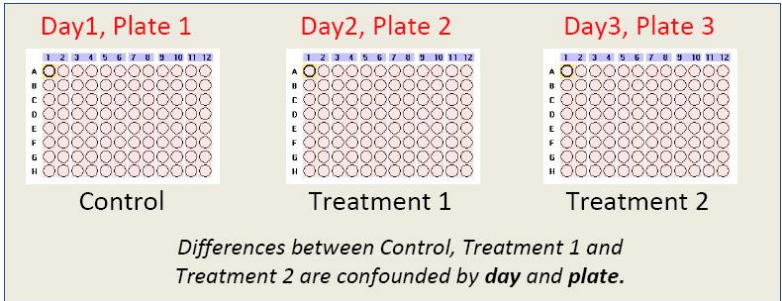 Day1, Plate 1
Day2, Plate 2
Day3, Plate 3
1 2 3 4 5 6 7 8 9 10 11 12
A
B
C
D
E
F
G
H
1 2 3 4 5 6 7 8 9 10 11 12
A
B
C
D
E
F
G
H
1 2 3 4 5 6 7 8 9 10 11 12
A
B
C
D
E
F
G
H
Control
Treatment 1
Treatment 2
Differences between Control, Treatment 1 and
Treatment 2 are confounded by day and plate.